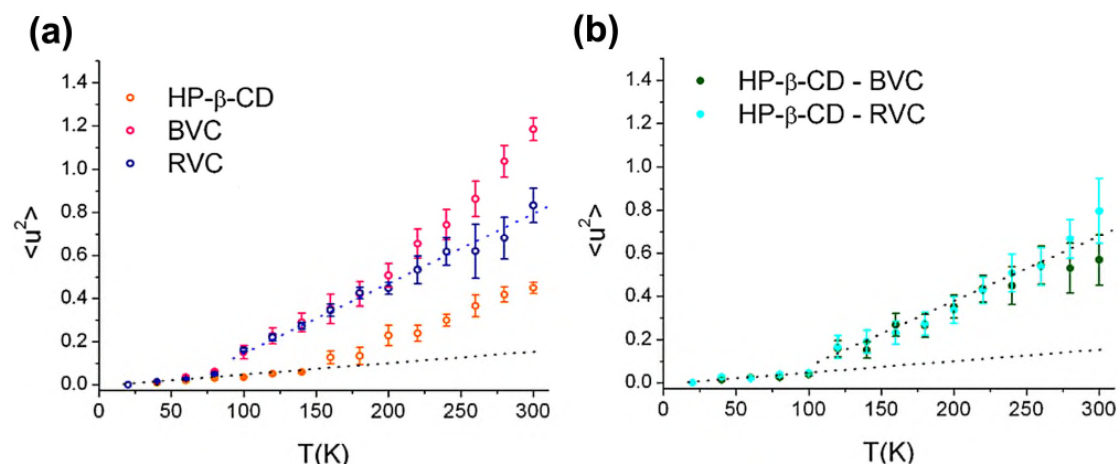 (a)
HP-β-CD
BVC
RVC
<u²>
1.4
1.2
1.0
0.8
0.6
0.4
0.2
0.0
0 50 100 150 200 250 300
T(K)
(b)
HP-β-CD - BVC
HP-β-CD - RVC
<u²>
1.4
1.2
1.0
0.8
0.6
0.4
0.2
0.0
0 50 100 150 200 250 300
T(K)